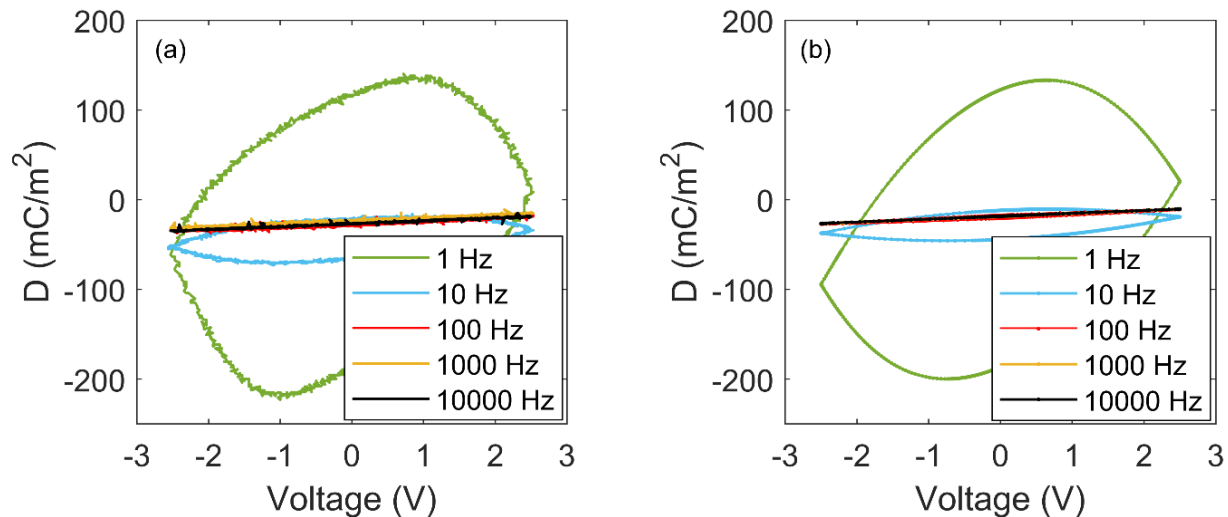 (a)
D (mC/m²)
200
100
0
-100
-200
1 Hz
10 Hz
100 Hz
1000 Hz
10000 Hz
-3 -2 -1 0 1 2 3
Voltage (V)
(b)
D (mC/m²)
200
100
0
-100
-200
1 Hz
10 Hz
100 Hz
1000 Hz
10000 Hz
-3 -2 -1 0 1 2 3
Voltage (V)